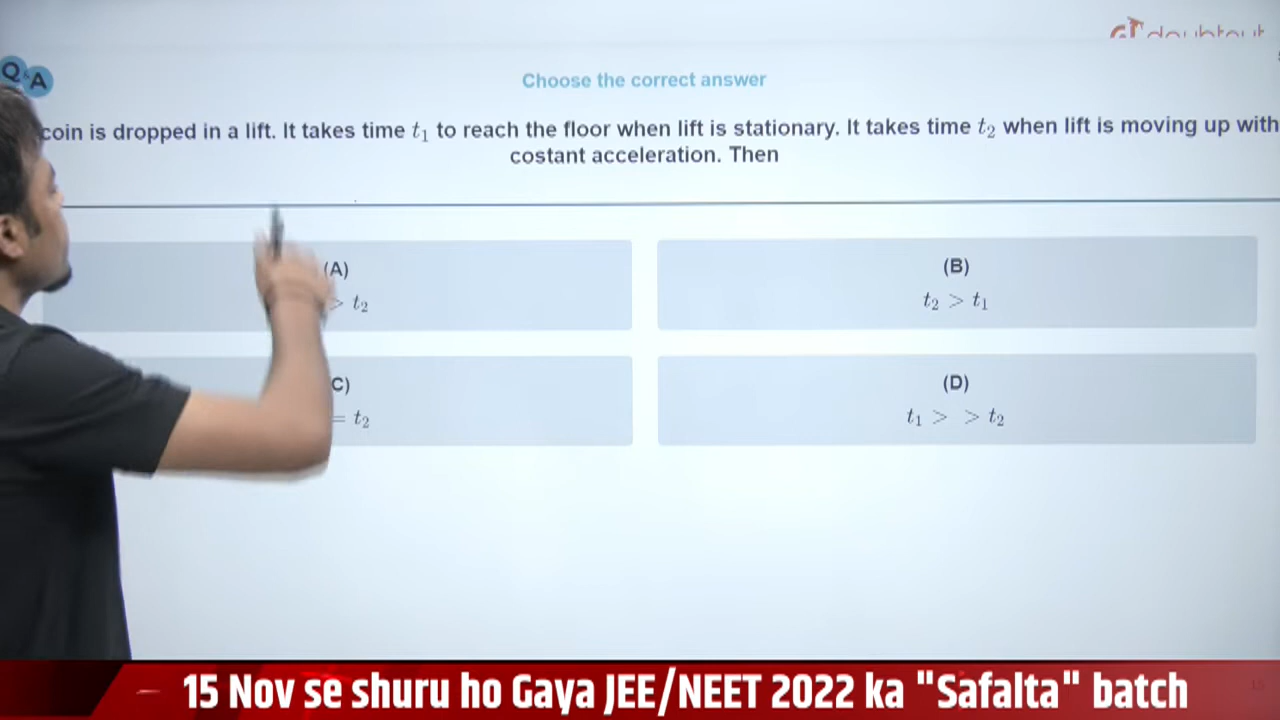 doubtnut
Q&A
Choose the correct answer
coin is dropped in a lift. It takes time t₁ to reach the floor when lift is stationary. It takes time t₂ when lift is moving up with
costant acceleration. Then
(A)
> t₂
(B)
t₂ > t₁
C)
= t₂
(D)
t₁ > > t₂
15 Nov se shuru ho Gaya JEE/NEET 2022 ka "Safalta" batch
15